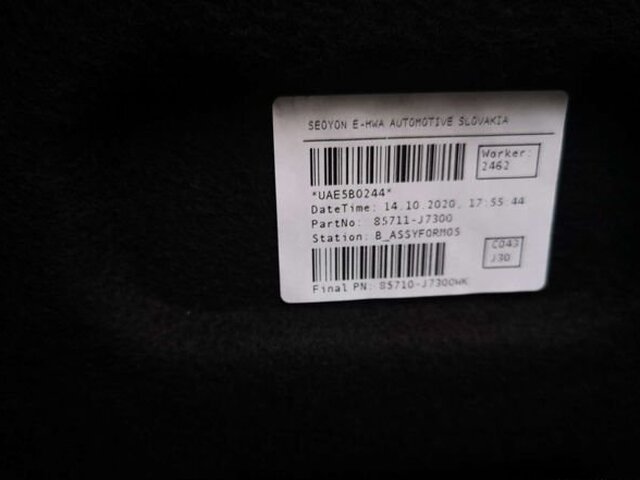 SEOYON E-HWA AUTOMOTIVE SLOVAKIA
Worker:
2462
*UAE5B0244*
DateTime: 14.10.2020, 17:55:44
PartNo: 85711-J7300
Station: B_ASSYFORM05
C043
J30
Final PN: 85710-J7300WK